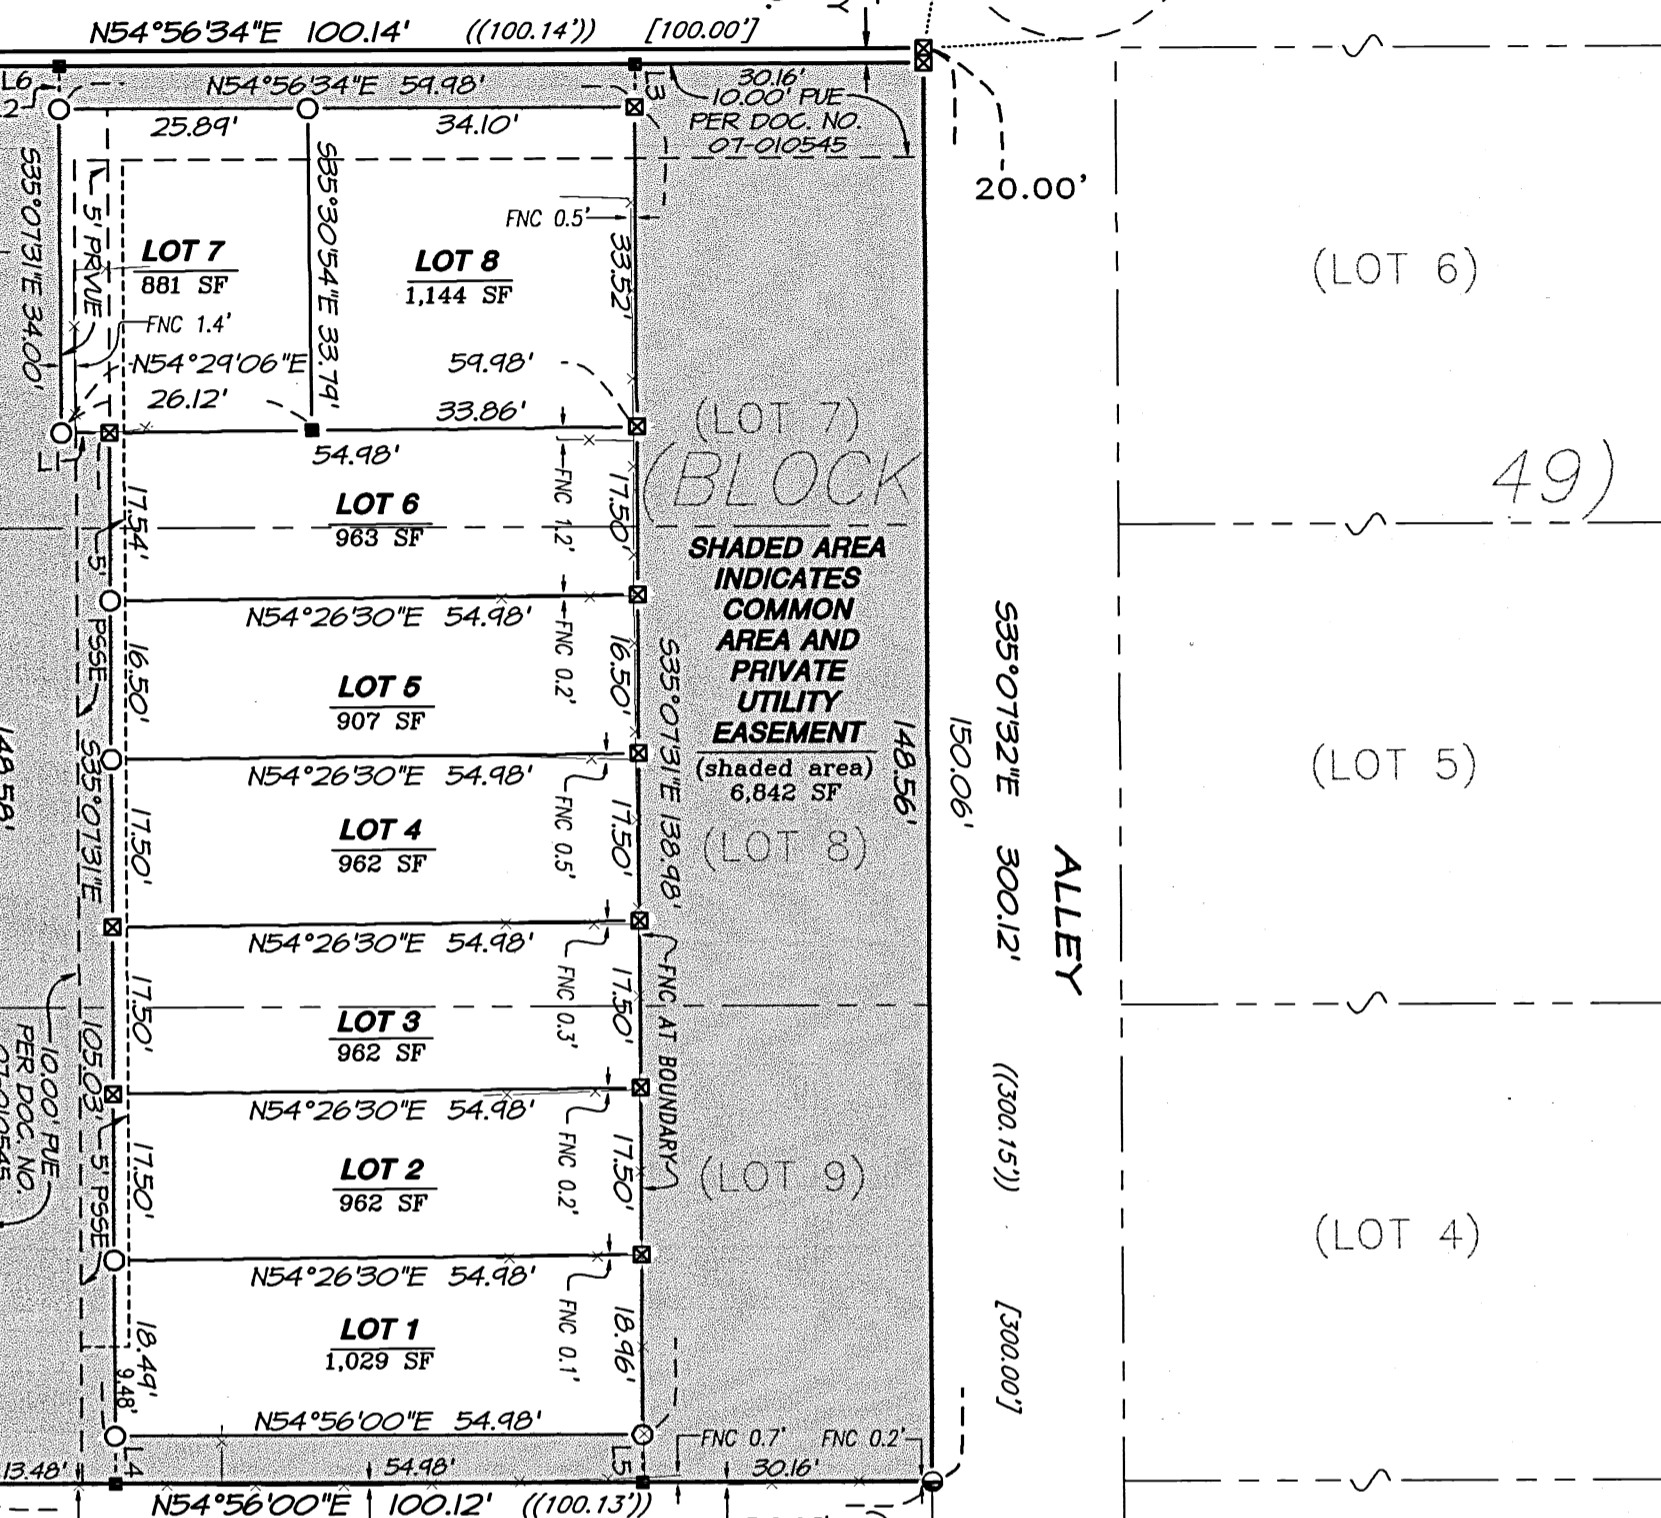 N54°56'34"E 100.14' ((100.14')) [100.00']
L6
N54°56'34"E 59.98'
L3
30.16'
10.00' PUE
PER DOC. NO.
07-010545
25.89'
34.10'
20.00'
S35°07'31"E 34.00'
5' PRVUE
S35°30'54"E 33.79'
FNC 0.5'
33.52'
LOT 7
881 SF
LOT 8
1,144 SF
(LOT 6)
FNC 1.4'
N54°29'06"E
59.98'
26.12'
33.86'
(LOT 7)
(BLOCK 49)
L1
54.98'
17.54'
LOT 6
963 SF
FNC 1.2'
17.50'
SHADED AREA
INDICATES
COMMON
AREA AND
PRIVATE
UTILITY
EASEMENT
(shaded area)
6,842 SF
5' PSSE
N54°26'30"E 54.98'
FNC 0.2'
16.50'
LOT 5
907 SF
16.50'
S35°07'31"E 138.98'
148.56'
150.06'
S35°07'32"E 300.12' ((300.15')) [300.00']
ALLEY
(LOT 5)
148.58'
S35°07'31"E 105.03'
N54°26'30"E 54.98'
FNC 0.5'
17.50'
LOT 4
962 SF
17.50'
(LOT 8)
N54°26'30"E 54.98'
FNC 0.3'
FNC AT BOUNDARY
17.50'
LOT 3
962 SF
17.50'
10.00' PUE
PER DOC. NO.
07-010545
5' PSSE
N54°26'30"E 54.98'
FNC 0.2'
17.50'
LOT 2
962 SF
17.50'
(LOT 9)
(LOT 4)
N54°26'30"E 54.98'
FNC 0.1'
18.49'
9.48'
LOT 1
1,029 SF
18.96'
N54°56'00"E 54.98'
FNC 0.7' FNC 0.2'
13.48'
L4
54.98'
L5
30.16'
N54°56'00"E 100.12' ((100.13'))